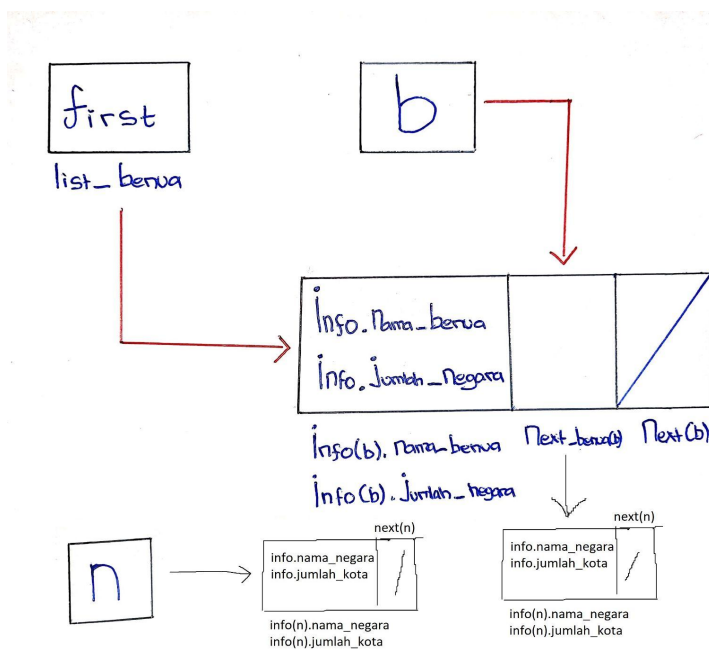 first
list_benua
b
Info.nama_benua
Info.jumlah_negara
Info(b).nama_benua
Info(b).jumlah_negara
Next_benua(b)
Next(b)
n
next(n)
info.nama_negara
info.jumlah_kota
info(n).nama_negara
info(n).jumlah_kota
next(n)
info.nama_negara
info.jumlah_kota
info(n).nama_negara
info(n).jumlah_kota